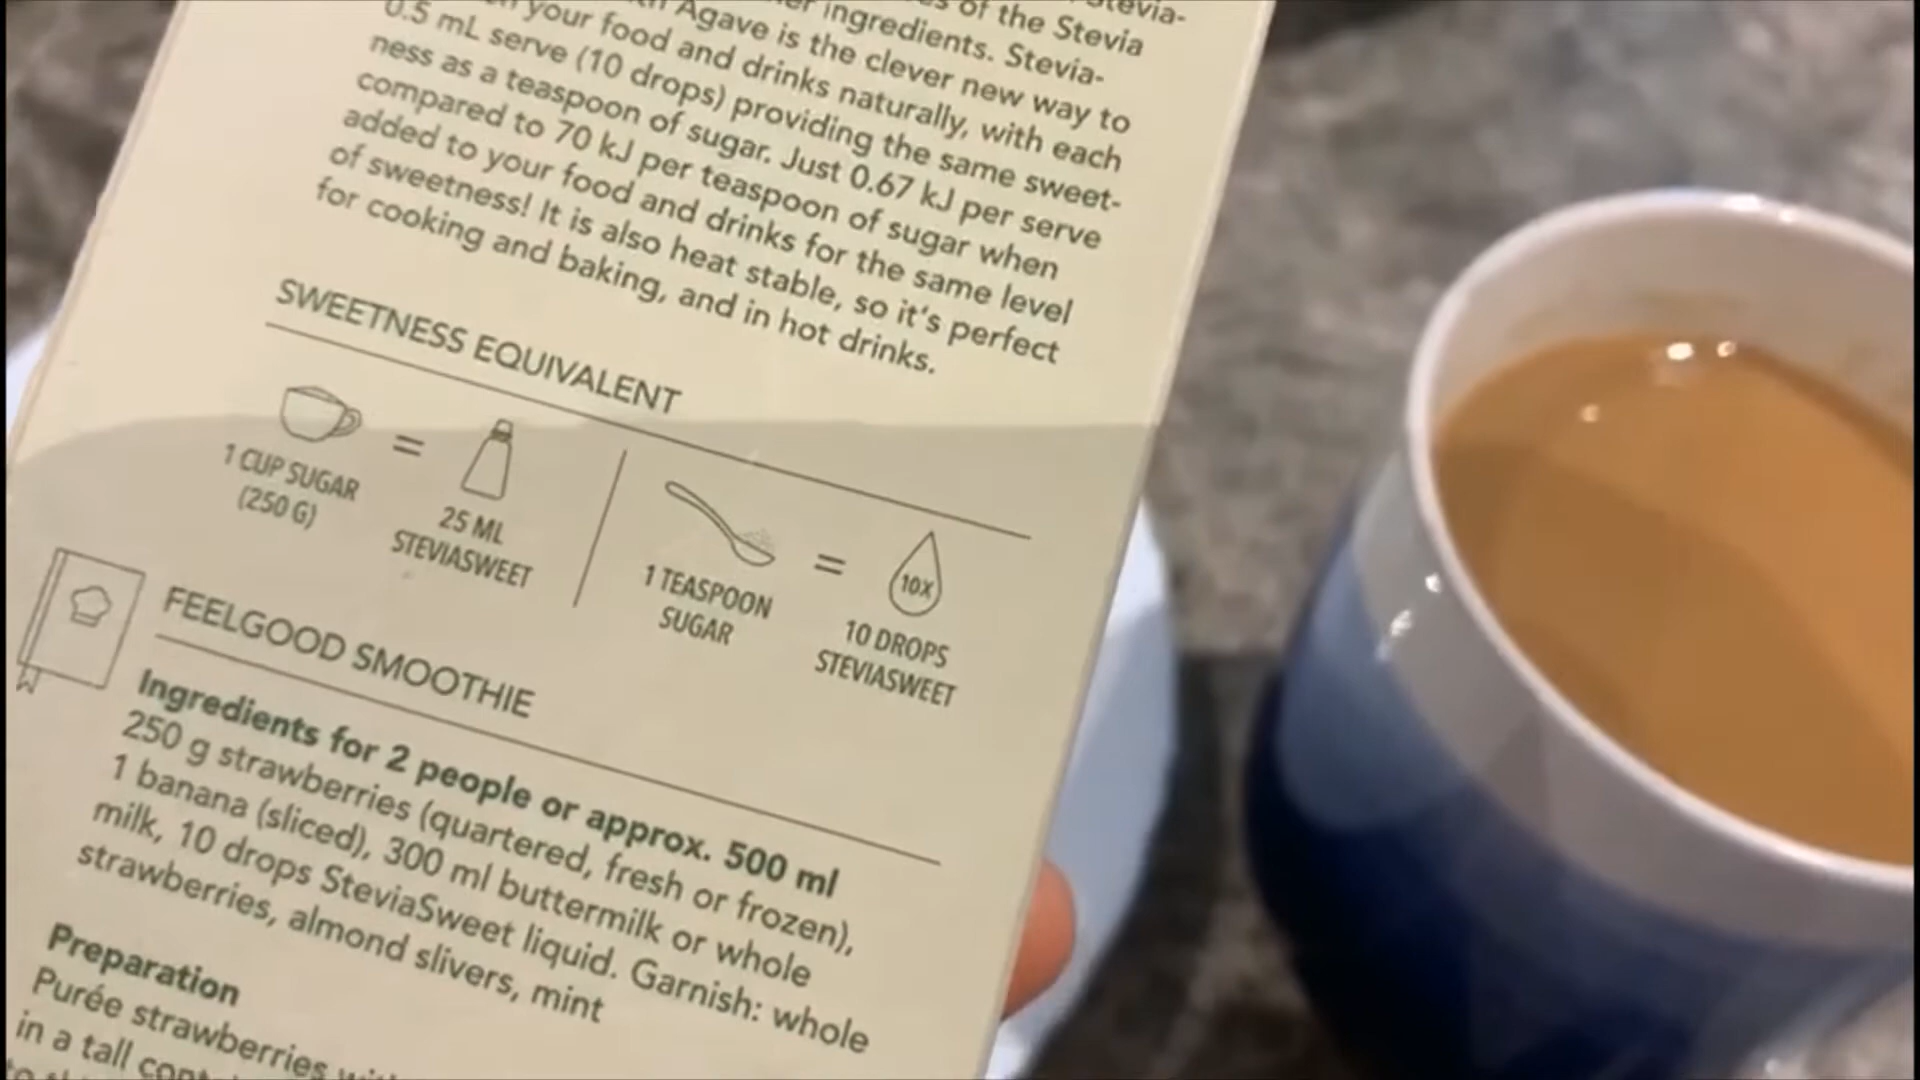 Stevia-
of the Stevia
ingredients. Stevia-
Agave is the clever new way to
your food and drinks naturally, with each
0.5 mL serve (10 drops) providing the same sweet-
ness as a teaspoon of sugar. Just 0.67 kJ per serve
compared to 70 kJ per teaspoon of sugar when
added to your food and drinks for the same level
of sweetness! It is also heat stable, so it's perfect
for cooking and baking, and in hot drinks.
SWEETNESS EQUIVALENT
1 CUP SUGAR
(250 G)
=
25 ML
STEVIASWEET
1 TEASPOON
SUGAR
=
10X
10 DROPS
STEVIASWEET
FEELGOOD SMOOTHIE
Ingredients for 2 people or approx. 500 ml
250 g strawberries (quartered, fresh or frozen),
1 banana (sliced), 300 ml buttermilk or whole
milk, 10 drops SteviaSweet liquid. Garnish: whole
strawberries, almond slivers, mint
Preparation
Purée strawberries
in a tall